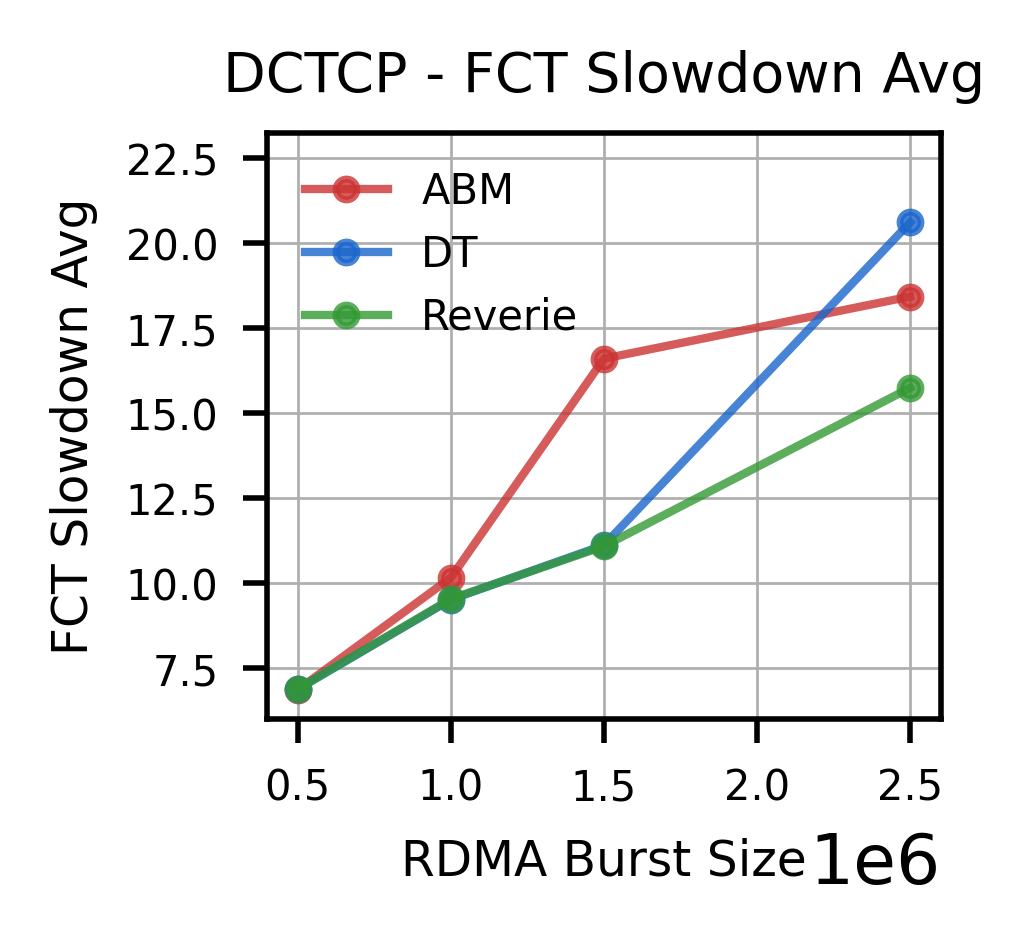 DCTCP - FCT Slowdown Avg
FCT Slowdown Avg
22.5
20.0
17.5
15.0
12.5
10.0
7.5
ABM
DT
Reverie
0.5 1.0 1.5 2.0 2.5
RDMA Burst Size 1e6